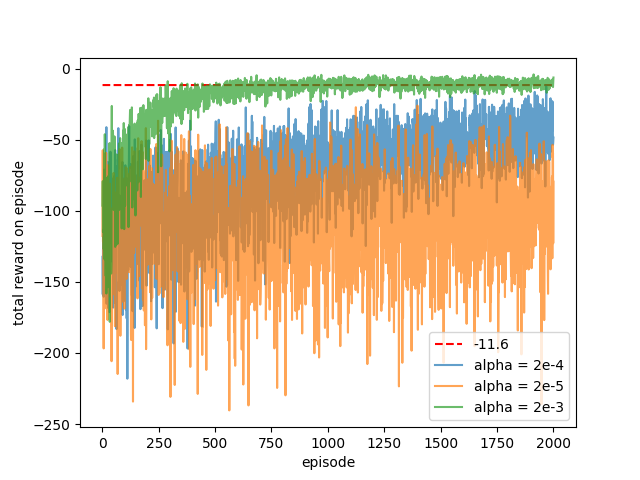 total reward on episode
0
−50
−100
−150
−200
−250
-11.6
alpha = 2e-4
alpha = 2e-5
alpha = 2e-3
0 250 500 750 1000 1250 1500 1750 2000
episode